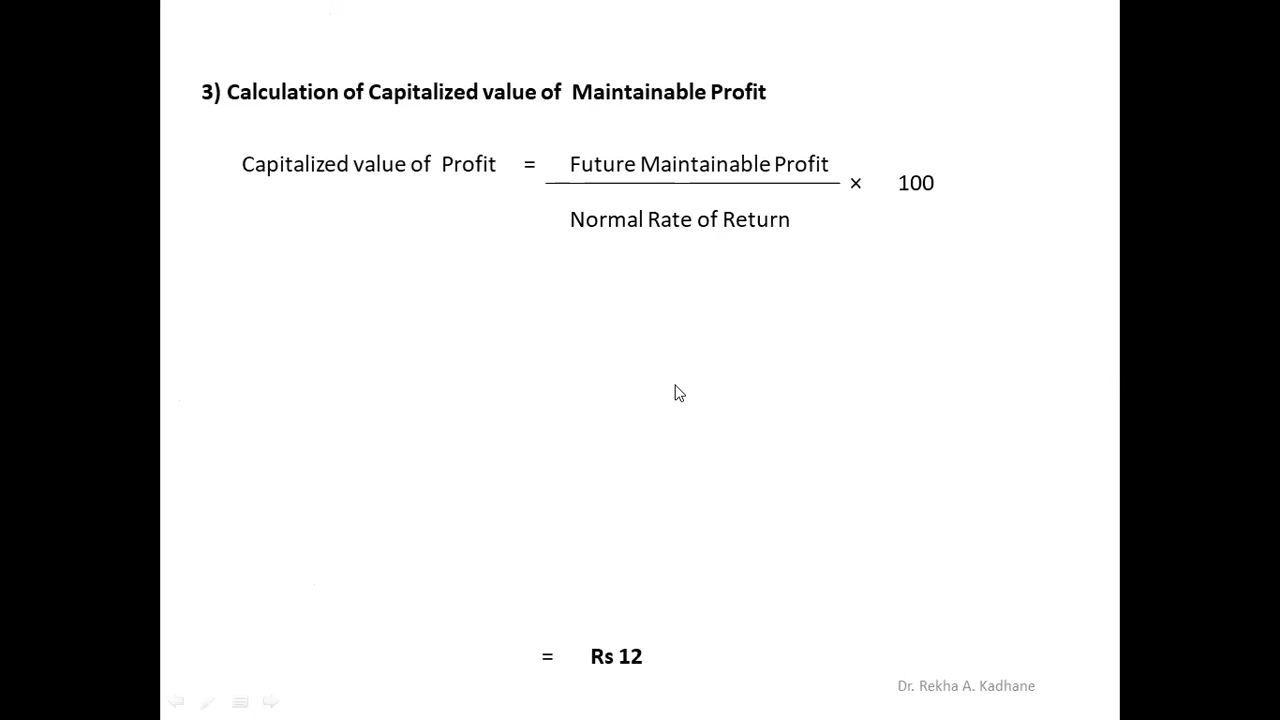 3) Calculation of Capitalized value of Maintainable Profit
Capitalized value of Profit = Future Maintainable Profit × 100
Normal Rate of Return
= Rs 12
Dr. Rekha A. Kadhane